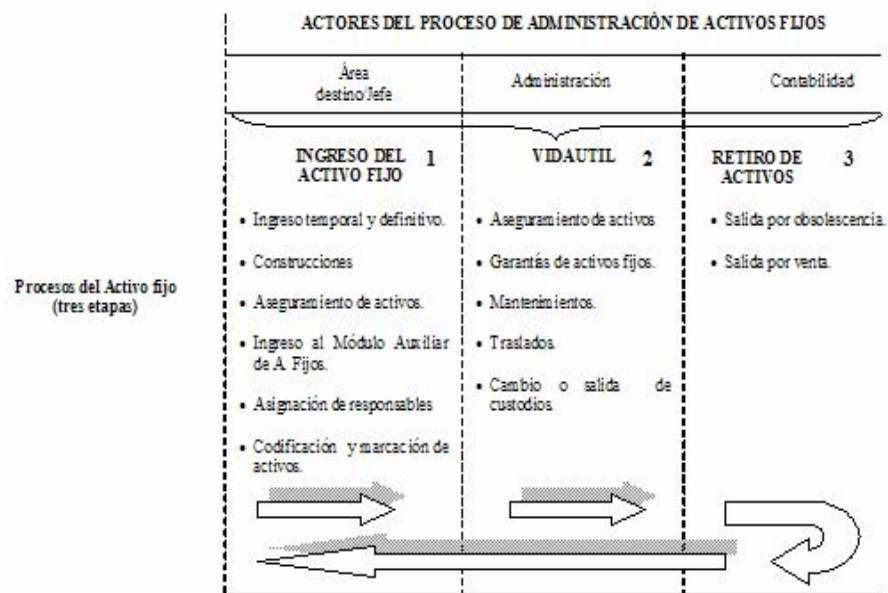 ACTORES DEL PROCESO DE ADMINISTRACIÒN DE ACTIVOS FIJOS
Área
destino/Jefe
Administración
Contabilidad
INGRESO DEL 1
ACTIVO FIJO
VIDAUTIL 2
RETIRO DE 3
ACTIVOS
• Ingreso temporal y definitivo.
• Construcciones
• Aseguramiento de activos.
• Ingreso al Módulo Auxiliar
de A. Fijos.
• Asignación de responsables
• Codificación y marcación de
activos.
• Aseguramiento de activos
• Garantías de activos fijos.
• Mantenimientos.
• Traslados.
• Cambio o salida de
custodios.
• Salida por obsolescencia.
• Salida por venta.
Procesos del Activo fijo
(tres etapas)